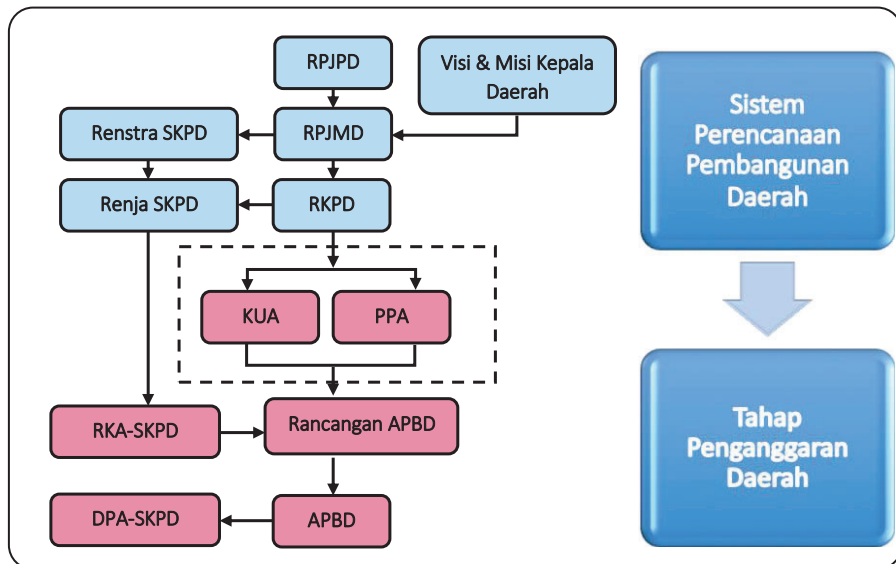 RPJPD
Visi & Misi Kepala
Daerah
Renstra SKPD
RPJMD
Renja SKPD
RKPD
KUA
PPA
RKA-SKPD
Rancangan APBD
DPA-SKPD
APBD
Sistem
Perencanaan
Pembangunan
Daerah
Tahap
Penganggaran
Daerah